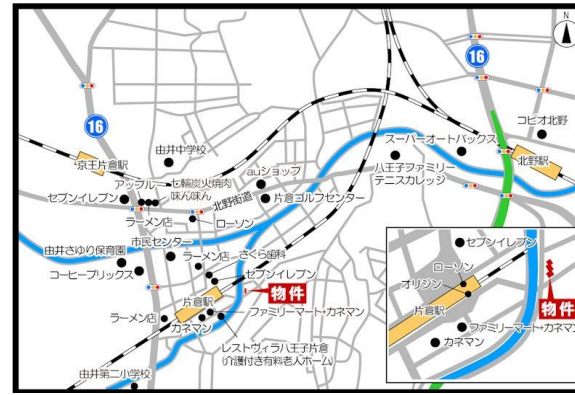 N
16
16
コピオ北野
由井中学校
スーパーオートバックス
北野駅
京王片倉駅
アップルー
七輪炭火焼肉
味ん味ん
auショップ
八王子ファミリー
テニスカレッジ
セブンイレブン
北野街道
片倉ゴルフセンター
ラーメン店
ローソン
市民センター
さくら歯科
由井さゆり保育園
ラーメン店
セブンイレブン
コーヒーブリックス
片倉駅
物件
ファミリーマート・カネマン
ラーメン店
カネマン
レストヴィラ八王子片倉
(介護付き有料老人ホーム)
由井第二小学校
セブンイレブン
ローソン
オリジン
物件
片倉駅
ファミリーマート・カネマン
カネマン